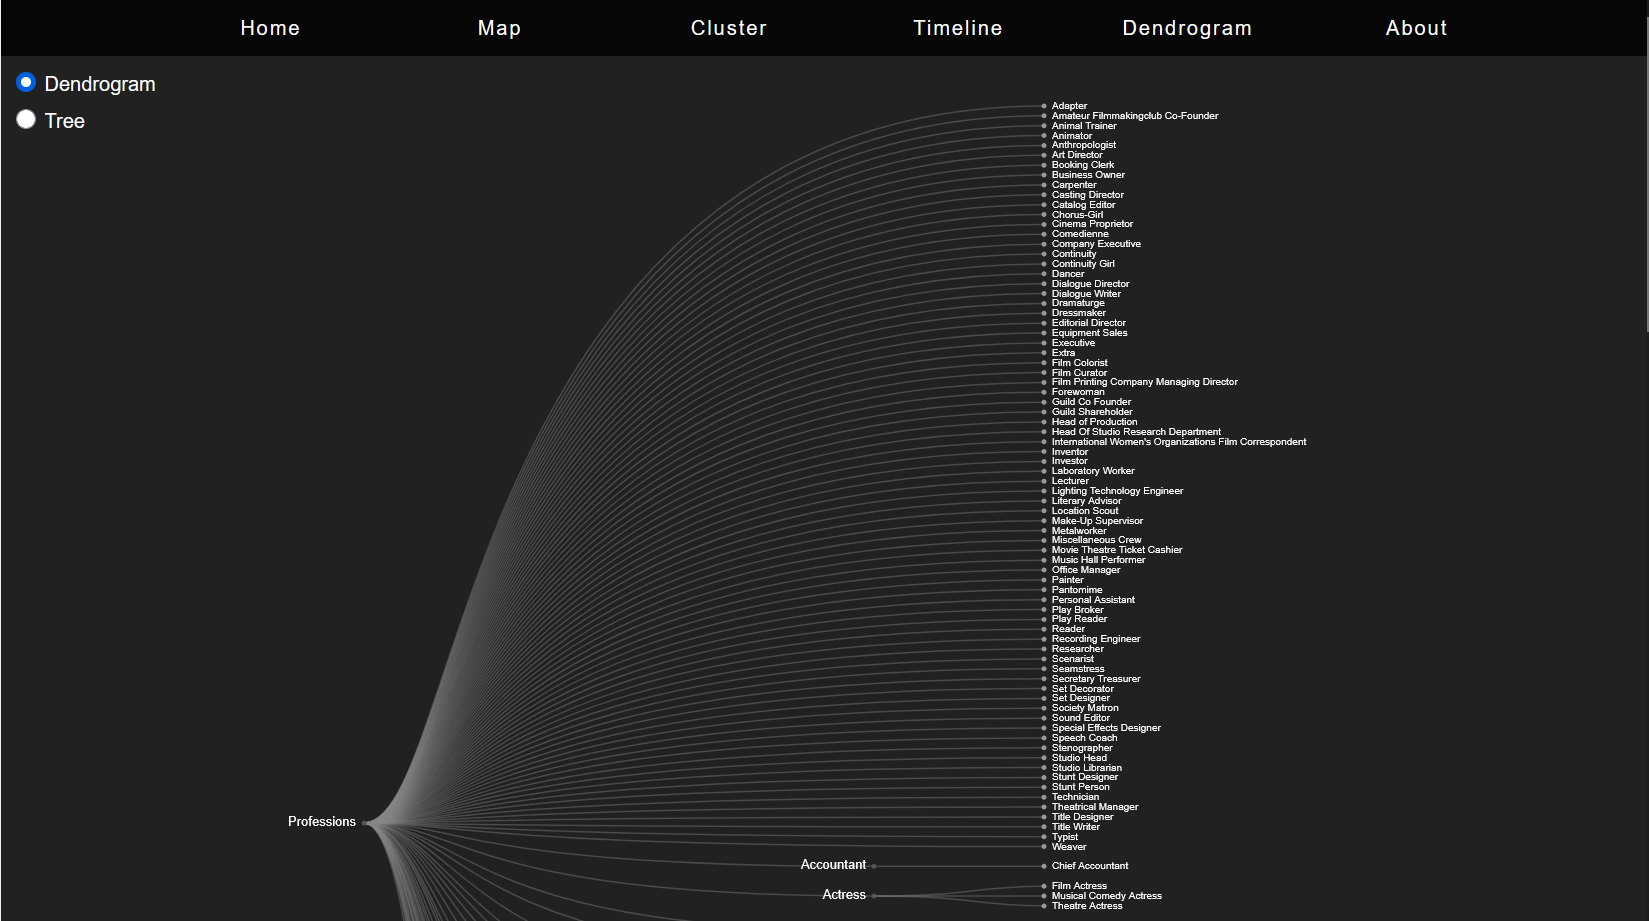 Home Map Cluster Timeline Dendrogram About
Dendrogram
Tree
Adapter
Amateur Filmmakingclub Co-Founder
Animal Trainer
Animator
Anthropologist
Art Director
Booking Clerk
Business Owner
Carpenter
Casting Director
Catalog Editor
Chorus-Girl
Cinema Proprietor
Comedienne
Company Executive
Continuity
Continuity Girl
Dancer
Dialogue Director
Dialogue Writer
Dramaturge
Dressmaker
Editorial Director
Equipment Sales
Executive
Extra
Film Colorist
Film Curator
Film Printing Company Managing Director
Forewoman
Guild Co Founder
Guild Shareholder
Head of Production
Head Of Studio Research Department
International Women's Organizations Film Correspondent
Inventor
Investor
Laboratory Worker
Lecturer
Lighting Technology Engineer
Literary Advisor
Location Scout
Make-Up Supervisor
Metalworker
Miscellaneous Crew
Movie Theatre Ticket Cashier
Music Hall Performer
Office Manager
Painter
Pantomime
Personal Assistant
Play Broker
Play Reader
Reader
Recording Engineer
Researcher
Scenarist
Seamstress
Secretary Treasurer
Set Decorator
Set Designer
Society Matron
Sound Editor
Special Effects Designer
Speech Coach
Stenographer
Studio Head
Studio Librarian
Stunt Designer
Stunt Person
Technician
Theatrical Manager
Title Designer
Professions
Title Writer
Typist
Weaver
Accountant Chief Accountant
Film Actress
Actress Musical Comedy Actress
Theatre Actress